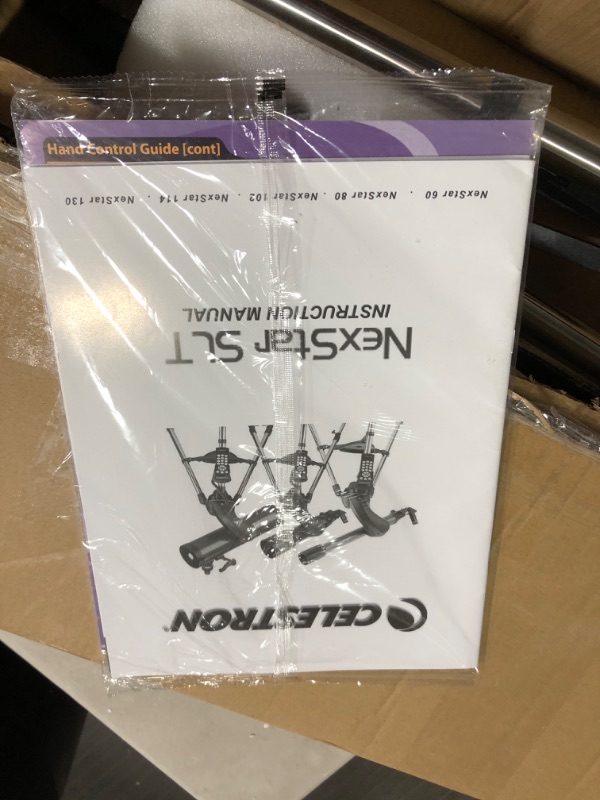 Hand Control Guide [cont]
CELESTRON
NexStar SLT
INSTRUCTION MANUAL
NexStar 60 . NexStar 80 . NexStar 102 . NexStar 114 . NexStar 130